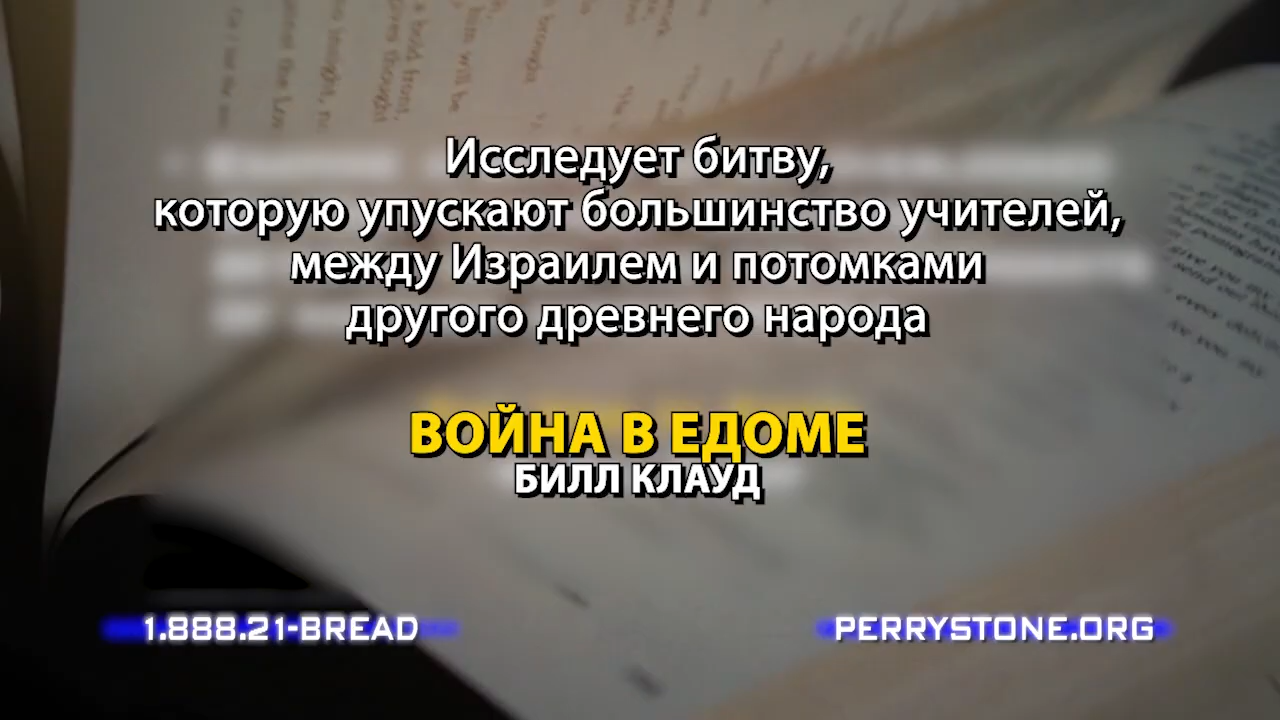 Исследует битву,
которую упускают большинство учителей,
между Израилем и потомками
другого древнего народа
ВОЙНА В ЕДОМЕ
БИЛЛ КЛАУД
1.888.21-BREAD
PERRYSTONE.ORG